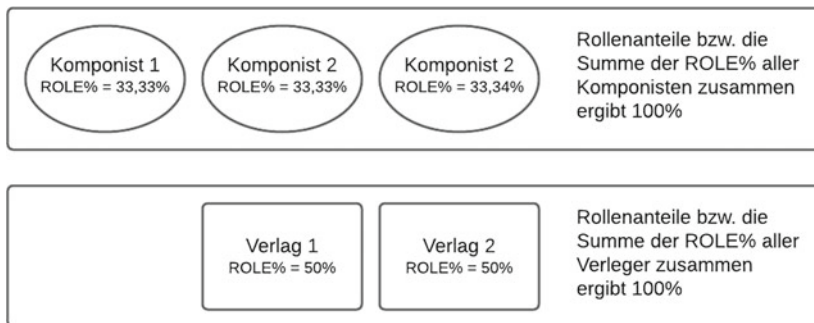 Komponist 1
ROLE% = 33,33%
Komponist 2
ROLE% = 33,33%
Komponist 2
ROLE% = 33,34%
Rollenanteile bzw. die
Summe der ROLE% aller
Komponisten zusammen
ergibt 100%
Verlag 1
ROLE% = 50%
Verlag 2
ROLE% = 50%
Rollenanteile bzw. die
Summe der ROLE% aller
Verleger zusammen
ergibt 100%